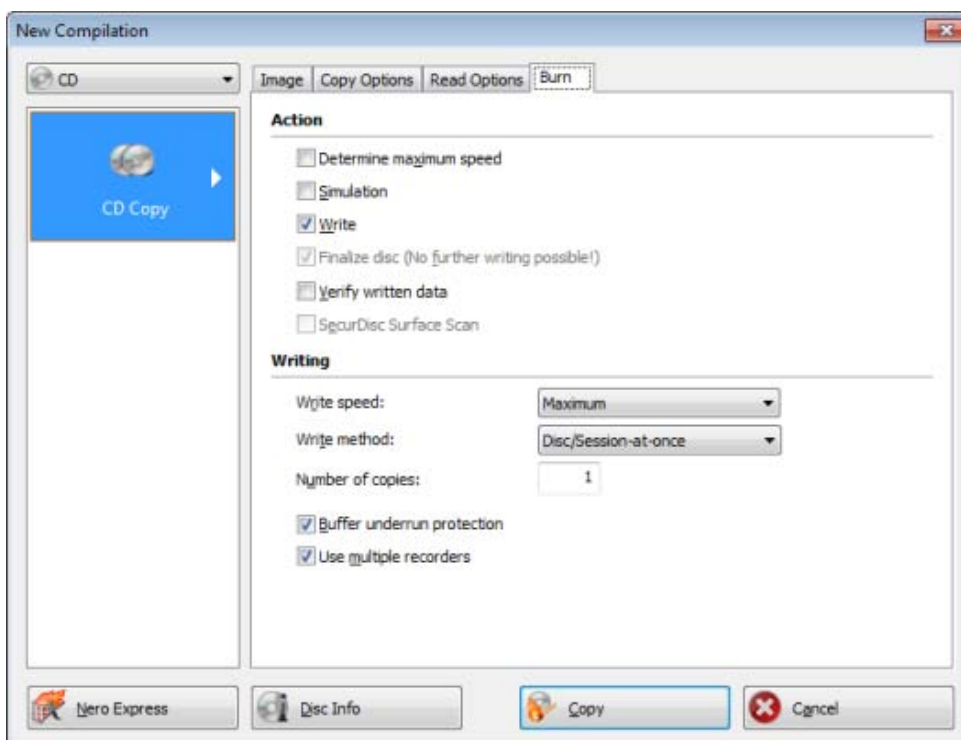 New Compilation
CD
Image Copy Options Read Options Burn
CD Copy
Action
Determine maximum speed
Simulation
Write
Finalize disc (No further writing possible!)
Verify written data
SecurDisc Surface Scan
Writing
Write speed: Maximum
Write method: Disc/Session-at-once
Number of copies: 1
Buffer underrun protection
Use multiple recorders
Nero Express Disc Info Copy Cancel